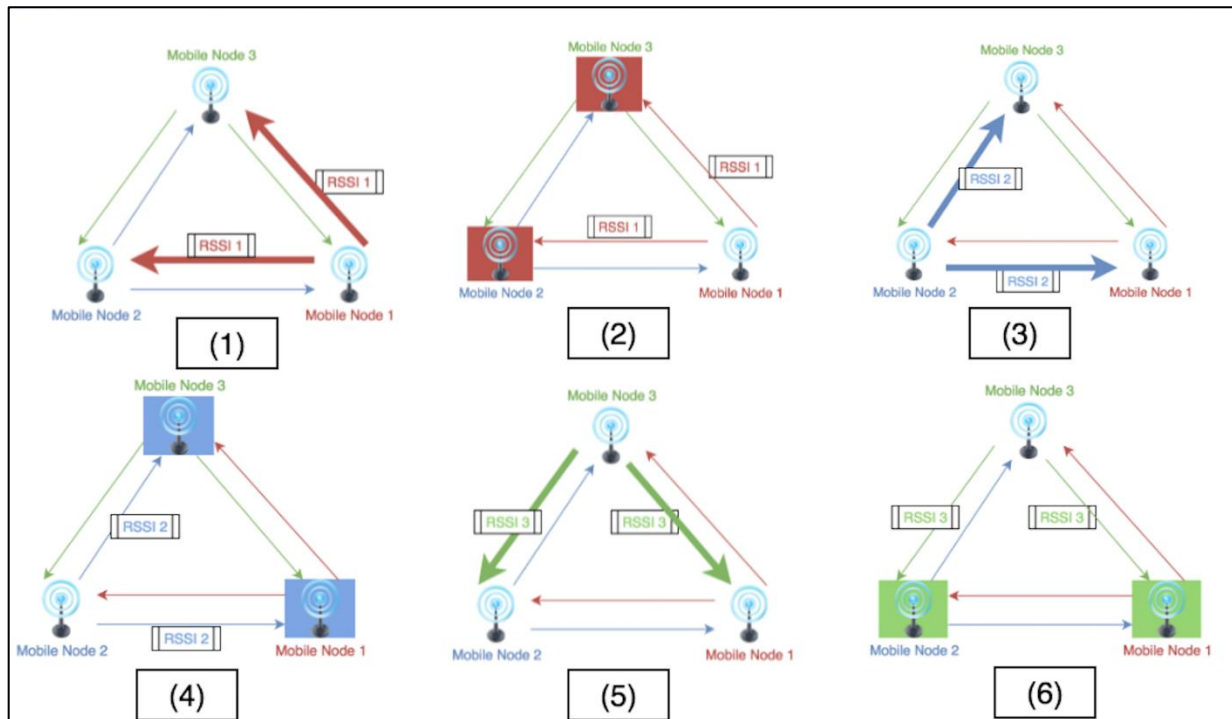 Mobile Node 3
RSSI 1
RSSI 1
Mobile Node 2
Mobile Node 1
(1)
Mobile Node 3
RSSI 1
RSSI 1
Mobile Node 2
Mobile Node 1
(2)
Mobile Node 3
RSSI 2
RSSI 2
Mobile Node 2
Mobile Node 1
(3)
Mobile Node 3
RSSI 2
RSSI 2
Mobile Node 2
Mobile Node 1
(4)
Mobile Node 3
RSSI 3
RSSI 3
Mobile Node 2
Mobile Node 1
(5)
Mobile Node 3
RSSI 3
RSSI 3
Mobile Node 2
Mobile Node 1
(6)